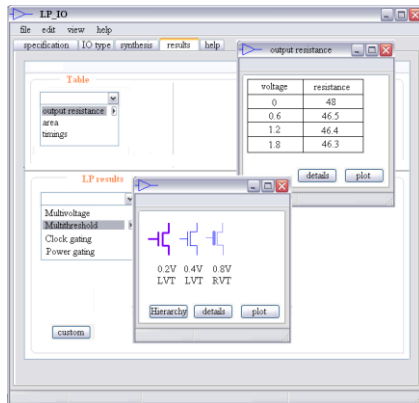 LP_IO
file edit view help
specification IO type synthesis results help
Table
output resistance
area
timings
output resistance
voltage resistance
0 48
0.6 46.5
1.2 46.4
1.8 46.3
details plot
LP results
Multivoltage
Multithreshold
Clock gating
Power gating
custom
0.2V 0.4V 0.8V
LVT LVT RVT
Hierarchy details plot